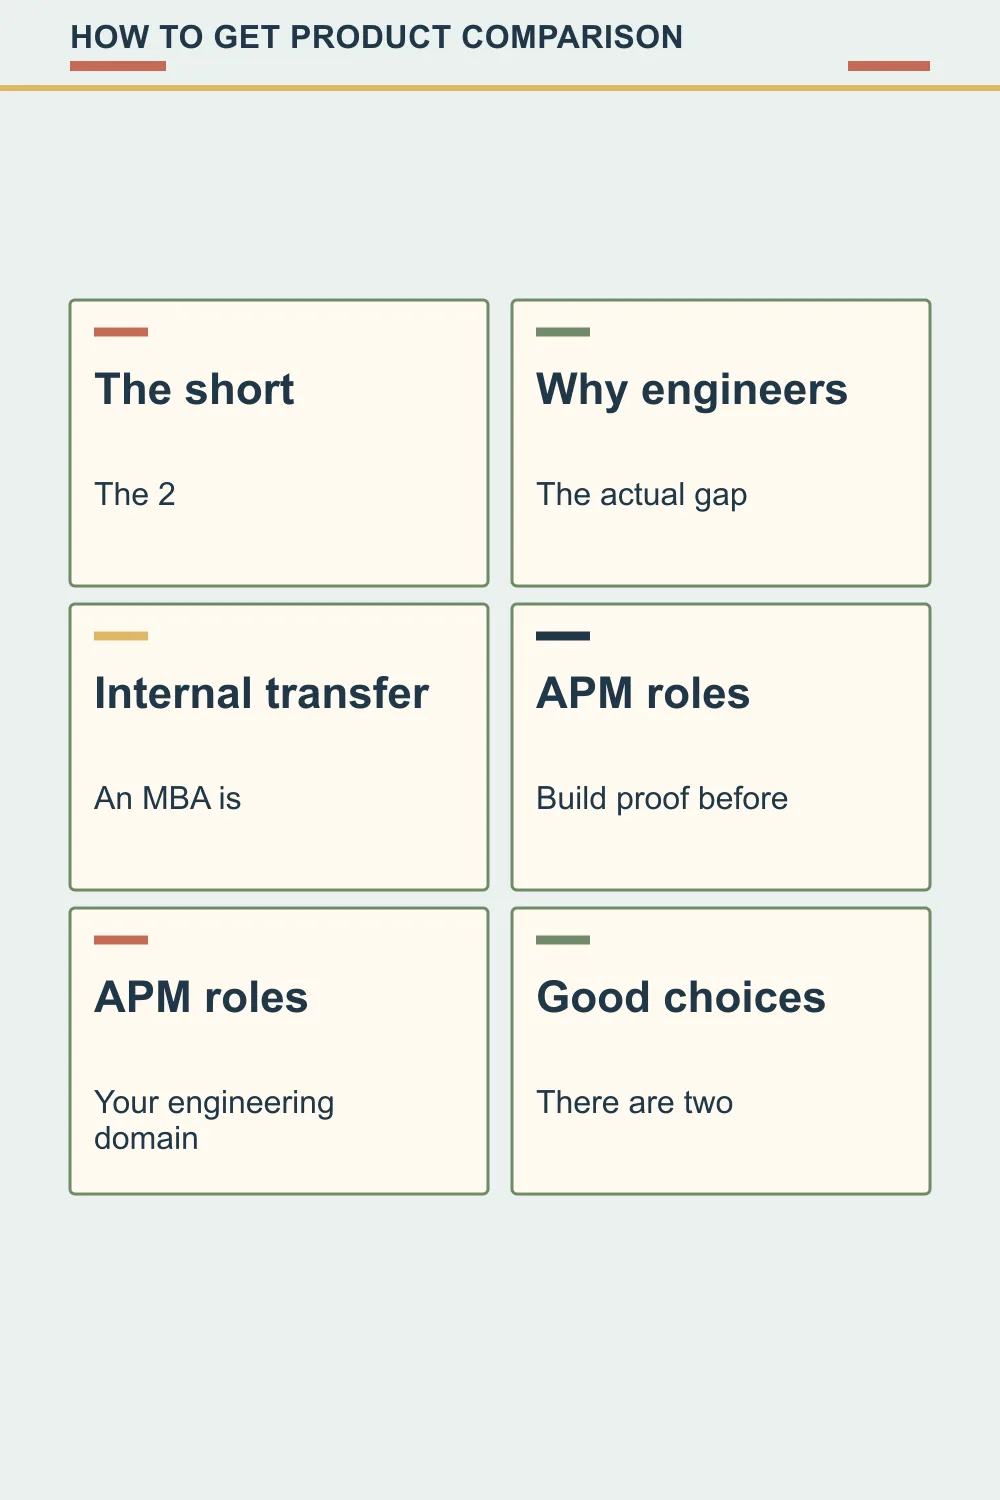 HOW TO GET PRODUCT COMPARISON
The short
The 2
Why engineers
The actual gap
Internal transfer
An MBA is
APM roles
Build proof before
APM roles
Your engineering
domain
Good choices
There are two